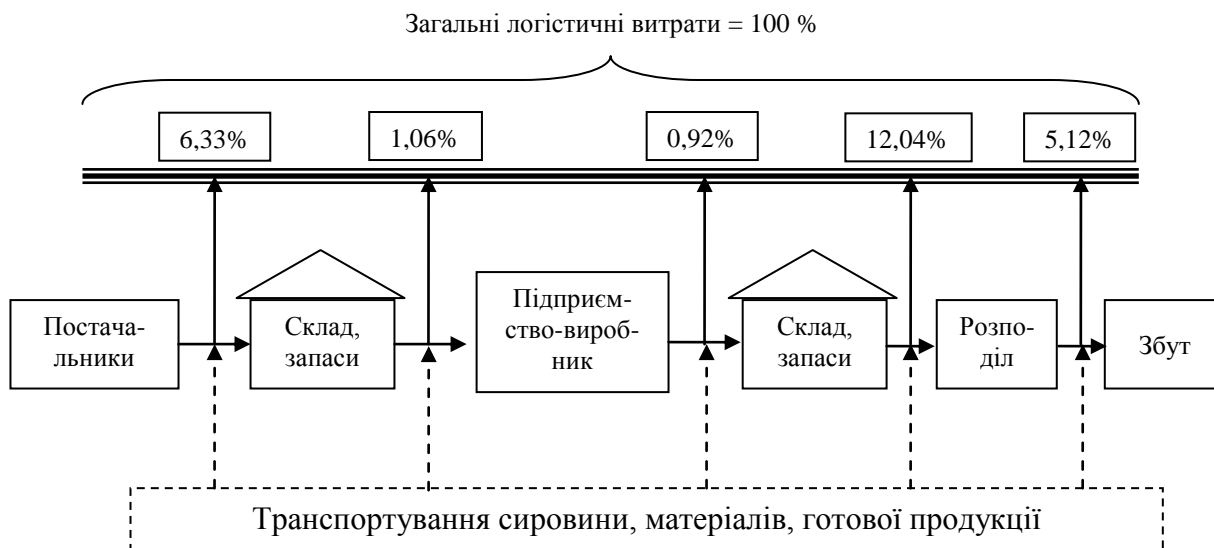 Загальні логістичні витрати = 100 %
6,33%
1,06%
0,92%
12,04%
5,12%
Постача-
льники
Склад,
запаси
Підприєм-
ство-вироб-
ник
Склад,
запаси
Розпо-
діл
Збут
Транспортування сировини, матеріалів, готової продукції